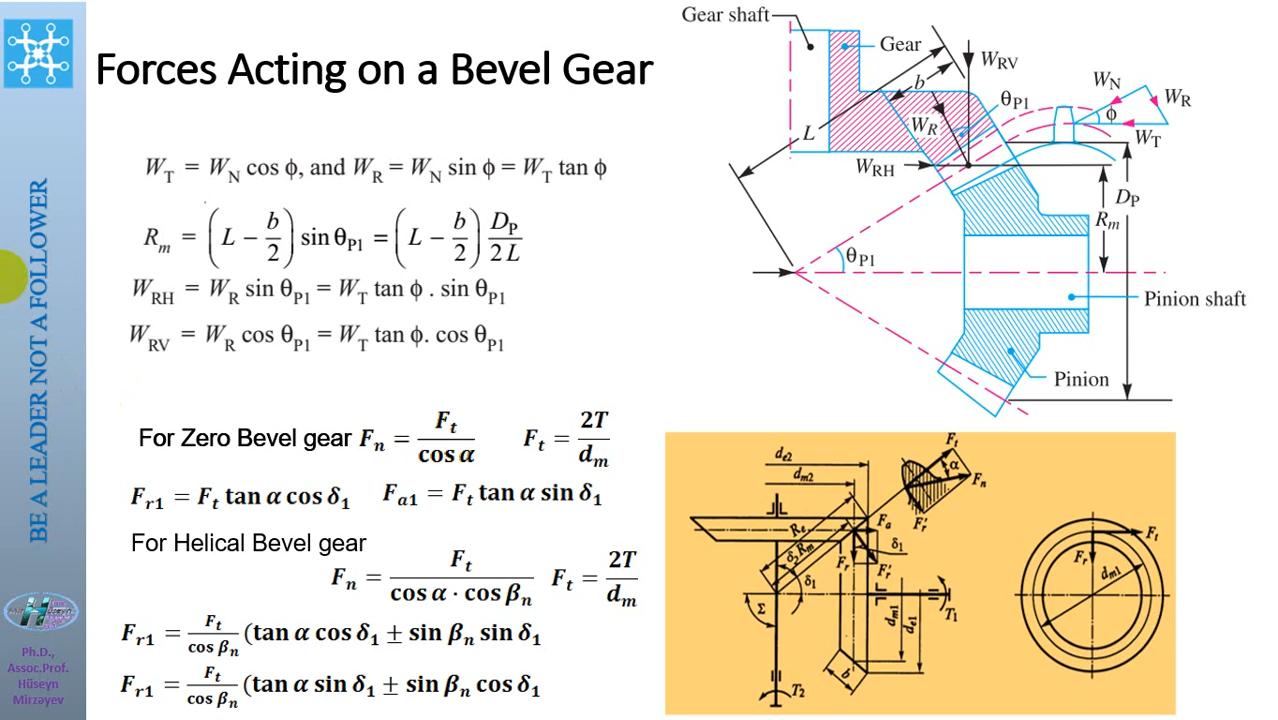 Forces Acting on a Bevel Gear
W_T = W_N cos ϕ, and W_R = W_N sin ϕ = W_T tan ϕ
R_m = (L − b/2) sin θ_P1 = (L − b/2) D_P/2L
W_RH = W_R sin θ_P1 = W_T tan ϕ . sin θ_P1
W_RV = W_R cos θ_P1 = W_T tan ϕ. cos θ_P1
For Zero Bevel gear F_n = F_t/cos α F_t = 2T/d_m
F_r1 = F_t tan α cos δ_1 F_a1 = F_t tan α sin δ_1
For Helical Bevel gear
F_n = F_t/cos α · cos β_n F_t = 2T/d_m
F_r1 = F_t/cos β_n (tan α cos δ_1 ± sin β_n sin δ_1
F_r1 = F_t/cos β_n (tan α sin δ_1 ± sin β_n cos δ_1
BE A LEADER NOT A FOLLOWER
Hüseyn
Ph.D.,
Assoc.Prof.
Hüseyn
Mirzəyev
Gear shaft
Gear
W_RV
b
θ_P1
W_N
W_R
ϕ
W_T
L
W_R
W_RH
D_P
R_m
θ_P1
Pinion shaft
Pinion
d_e2
d_m2
F_t
α
F_n
F_r'
R_e
F_a
δ_2
R_m
F_r
F_r'
δ_1
δ_1
Σ
d_m1
d_e1
T_1
b
T_2
F_t
F_r
d_m1